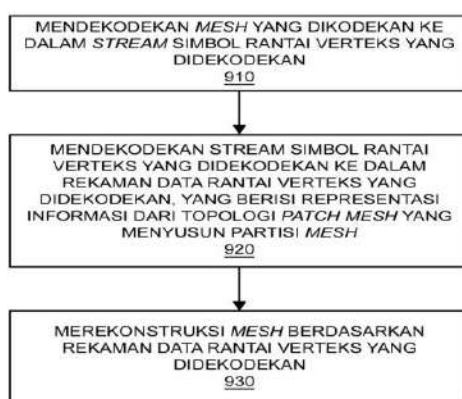 MENDEKODEKAN MESH YANG DIKODEKAN KE
DALAM STREAM SIMBOL RANTAI VERTEKS YANG
DIDEKODEKAN
910
MENDEKODEKAN STREAM SIMBOL RANTAI
VERTEKS YANG DIDEKODEKAN KE DALAM
REKAMAN DATA RANTAI VERTEKS YANG
DIDEKODEKAN, YANG BERISI REPRESENTASI
INFORMASI DARI TOPOLOGI PATCH MESH YANG
MENYUSUN PARTISI MESH
920
MEREKONSTRUKSI MESH BERDASARKAN
REKAMAN DATA RANTAI VERTEKS YANG
DIDEKODEKAN
930